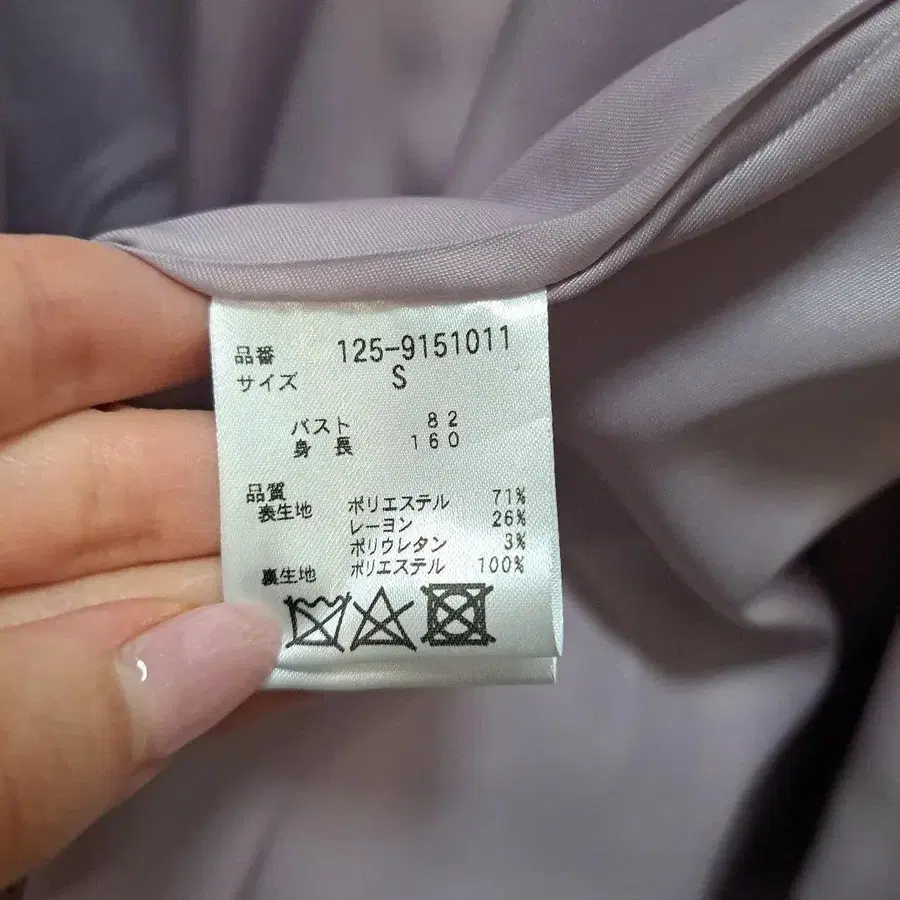 品番 125-9151011
サイズ S
バスト 82
身長 160
品質
表生地 ポリエステル 71%
レーヨン 26%
ポリウレタン 3%
裏生地 ポリエステル 100%